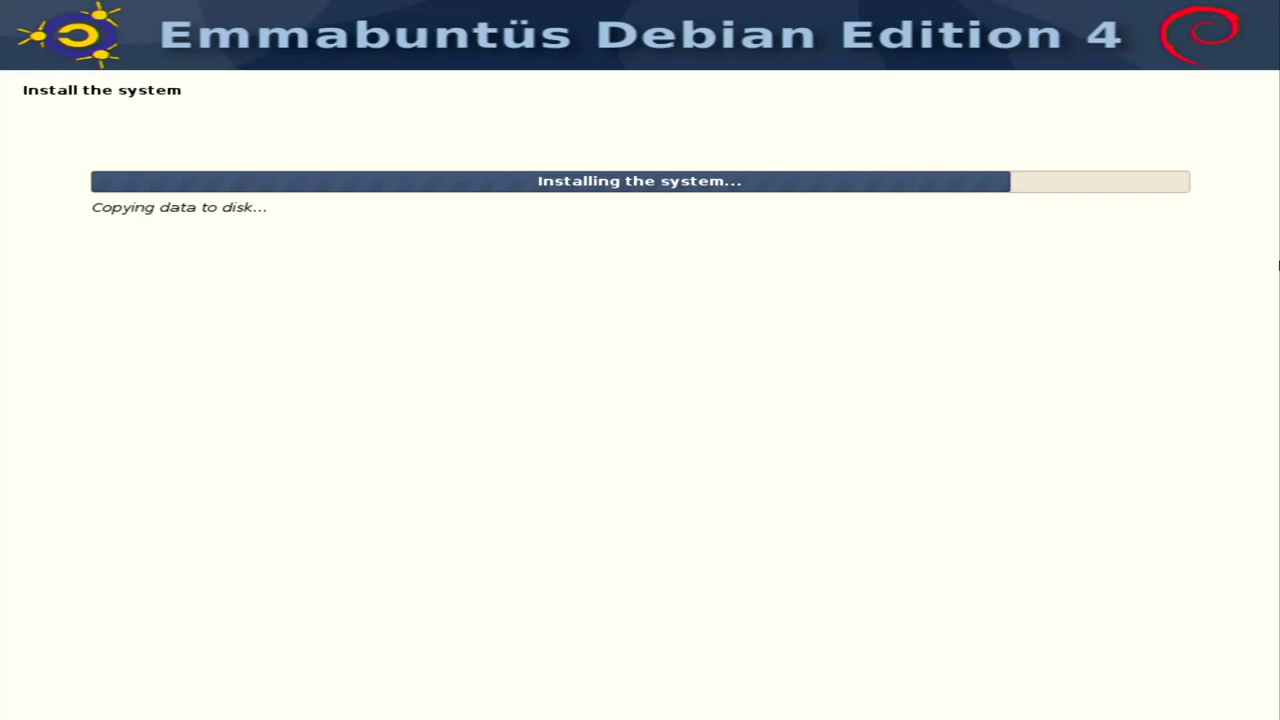 Emmabuntüs Debian Edition 4
Install the system
Installing the system...
Copying data to disk...